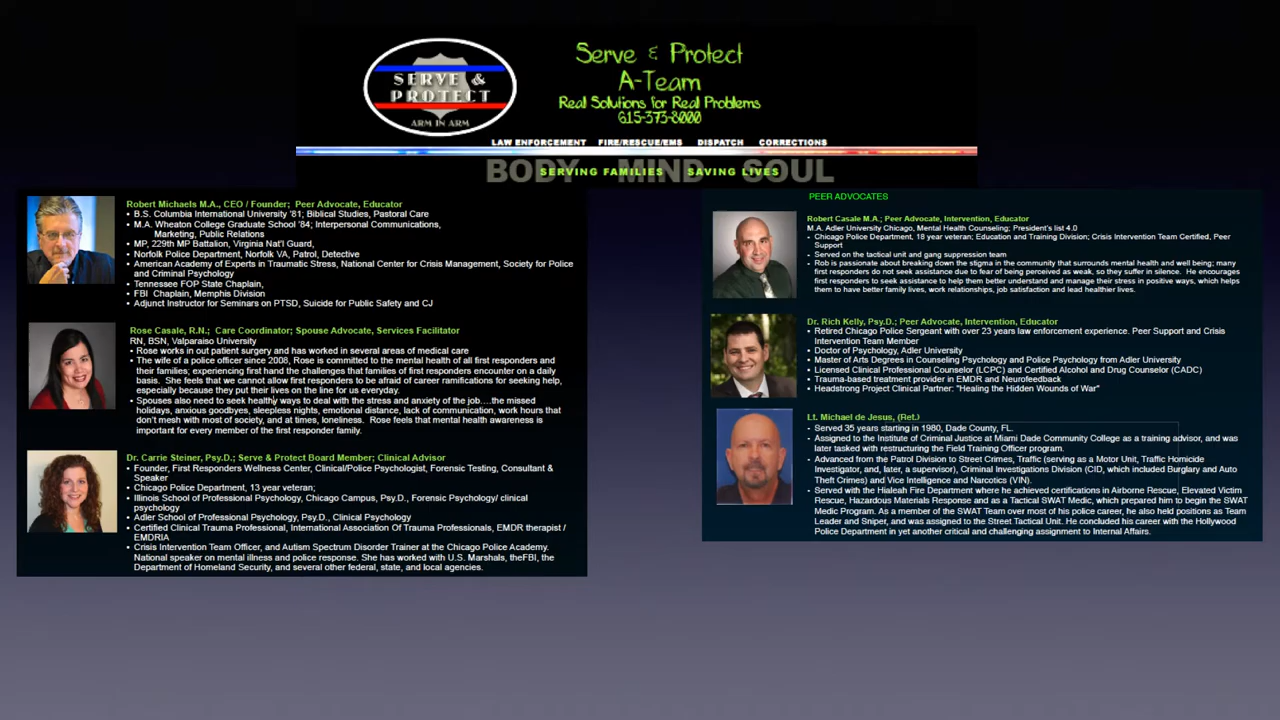 SERVE &
PROTECT
ARM IN ARM
Serve & Protect
A-Team
Real Solutions for Real Problems
615-373-8000
LAW ENFORCEMENT FIRE/RESCUE/EMS DISPATCH CORRECTIONS
BODY MIND SOUL
SERVING FAMILIES SAVING LIVES
Robert Michaels M.A., CEO / Founder; Peer Advocate, Educator
• B.S. Columbia International University '81; Biblical Studies, Pastoral Care
• M.A. Wheaton College Graduate School '84; Interpersonal Communications,
Marketing, Public Relations
• MP, 229th MP Battalion, Virginia Nat'l Guard,
• Norfolk Police Department, Norfolk VA, Patrol, Detective
• American Academy of Experts in Traumatic Stress, National Center for Crisis Management, Society for Police
and Criminal Psychology
• Tennessee FOP State Chaplain,
• FBI Chaplain, Memphis Division
• Adjunct Instructor for Seminars on PTSD, Suicide for Public Safety and CJ
Rose Casale, R.N.; Care Coordinator; Spouse Advocate, Services Facilitator
RN, BSN, Valparaiso University
• Rose works in out patient surgery and has worked in several areas of medical care
• The wife of a police officer since 2008, Rose is committed to the mental health of all first responders and
their families; experiencing first hand the challenges that families of first responders encounter on a daily
basis. She feels that we cannot allow first responders to be afraid of career ramifications for seeking help,
especially because they put their lives on the line for us everyday.
• Spouses also need to seek healthy ways to deal with the stress and anxiety of the job….the missed
holidays, anxious goodbyes, sleepless nights, emotional distance, lack of communication, work hours that
don't mesh with most of society, and at times, loneliness. Rose feels that mental health awareness is
important for every member of the first responder family.
Dr. Carrie Steiner, Psy.D.; Serve & Protect Board Member; Clinical Advisor
• Founder, First Responders Wellness Center, Clinical/Police Psychologist, Forensic Testing, Consultant &
Speaker
• Chicago Police Department, 13 year veteran;
• Illinois School of Professional Psychology, Chicago Campus, Psy.D., Forensic Psychology/ clinical
psychology
• Adler School of Professional Psychology, Psy.D., Clinical Psychology
• Certified Clinical Trauma Professional, International Association Of Trauma Professionals, EMDR therapist /
EMDRIA
• Crisis Intervention Team Officer, and Autism Spectrum Disorder Trainer at the Chicago Police Academy.
National speaker on mental illness and police response. She has worked with U.S. Marshals, theFBI, the
Department of Homeland Security, and several other federal, state, and local agencies.
PEER ADVOCATES
Robert Casale M.A.; Peer Advocate, Intervention, Educator
M.A. Adler University Chicago, Mental Health Counseling; President's list 4.0
• Chicago Police Department, 18 year veteran; Education and Training Division; Crisis Intervention Team Certified, Peer
Support
• Served on the tactical unit and gang suppression team
• Rob is passionate about breaking down the stigma in the community that surrounds mental health and well being; many
first responders do not seek assistance due to fear of being perceived as weak, so they suffer in silence. He encourages
first responders to seek assistance to help them better understand and manage their stress in positive ways, which helps
them to have better family lives, work relationships, job satisfaction and lead healthier lives.
Dr. Rich Kelly, Psy.D.; Peer Advocate, Intervention, Educator
• Retired Chicago Police Sergeant with over 23 years law enforcement experience. Peer Support and Crisis
Intervention Team Member
• Doctor of Psychology, Adler University
• Master of Arts Degrees in Counseling Psychology and Police Psychology from Adler University
• Licensed Clinical Professional Counselor (LCPC) and Certified Alcohol and Drug Counselor (CADC)
• Trauma-based treatment provider in EMDR and Neurofeedback
• Headstrong Project Clinical Partner: "Healing the Hidden Wounds of War"
Lt. Michael de Jesus, (Ret.)
• Served 35 years starting in 1980, Dade County, FL.
• Assigned to the Institute of Criminal Justice at Miami Dade Community College as a training advisor, and was
later tasked with restructuring the Field Training Officer program.
• Advanced from the Patrol Division to Street Crimes, Traffic (serving as a Motor Unit, Traffic Homicide
Investigator, and, later, a supervisor), Criminal Investigations Division (CID, which included Burglary and Auto
Theft Crimes) and Vice Intelligence and Narcotics (VIN).
• Served with the Hialeah Fire Department where he achieved certifications in Airborne Rescue, Elevated Victim
Rescue, Hazardous Materials Response and as a Tactical SWAT Medic, which prepared him to begin the SWAT
Medic Program. As a member of the SWAT Team over most of his police career, he also held positions as Team
Leader and Sniper, and was assigned to the Street Tactical Unit. He concluded his career with the Hollywood
Police Department in yet another critical and challenging assignment to Internal Affairs.